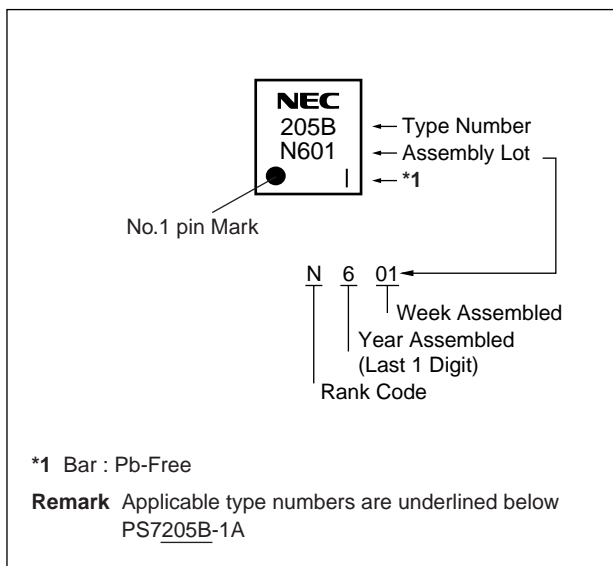 NEC
205B
N601
Type Number
Assembly Lot
*1
No.1 pin Mark
N 6 01
Week Assembled
Year Assembled
(Last 1 Digit)
Rank Code
*1 Bar : Pb-Free
Remark Applicable type numbers are underlined below
PS7205B-1A